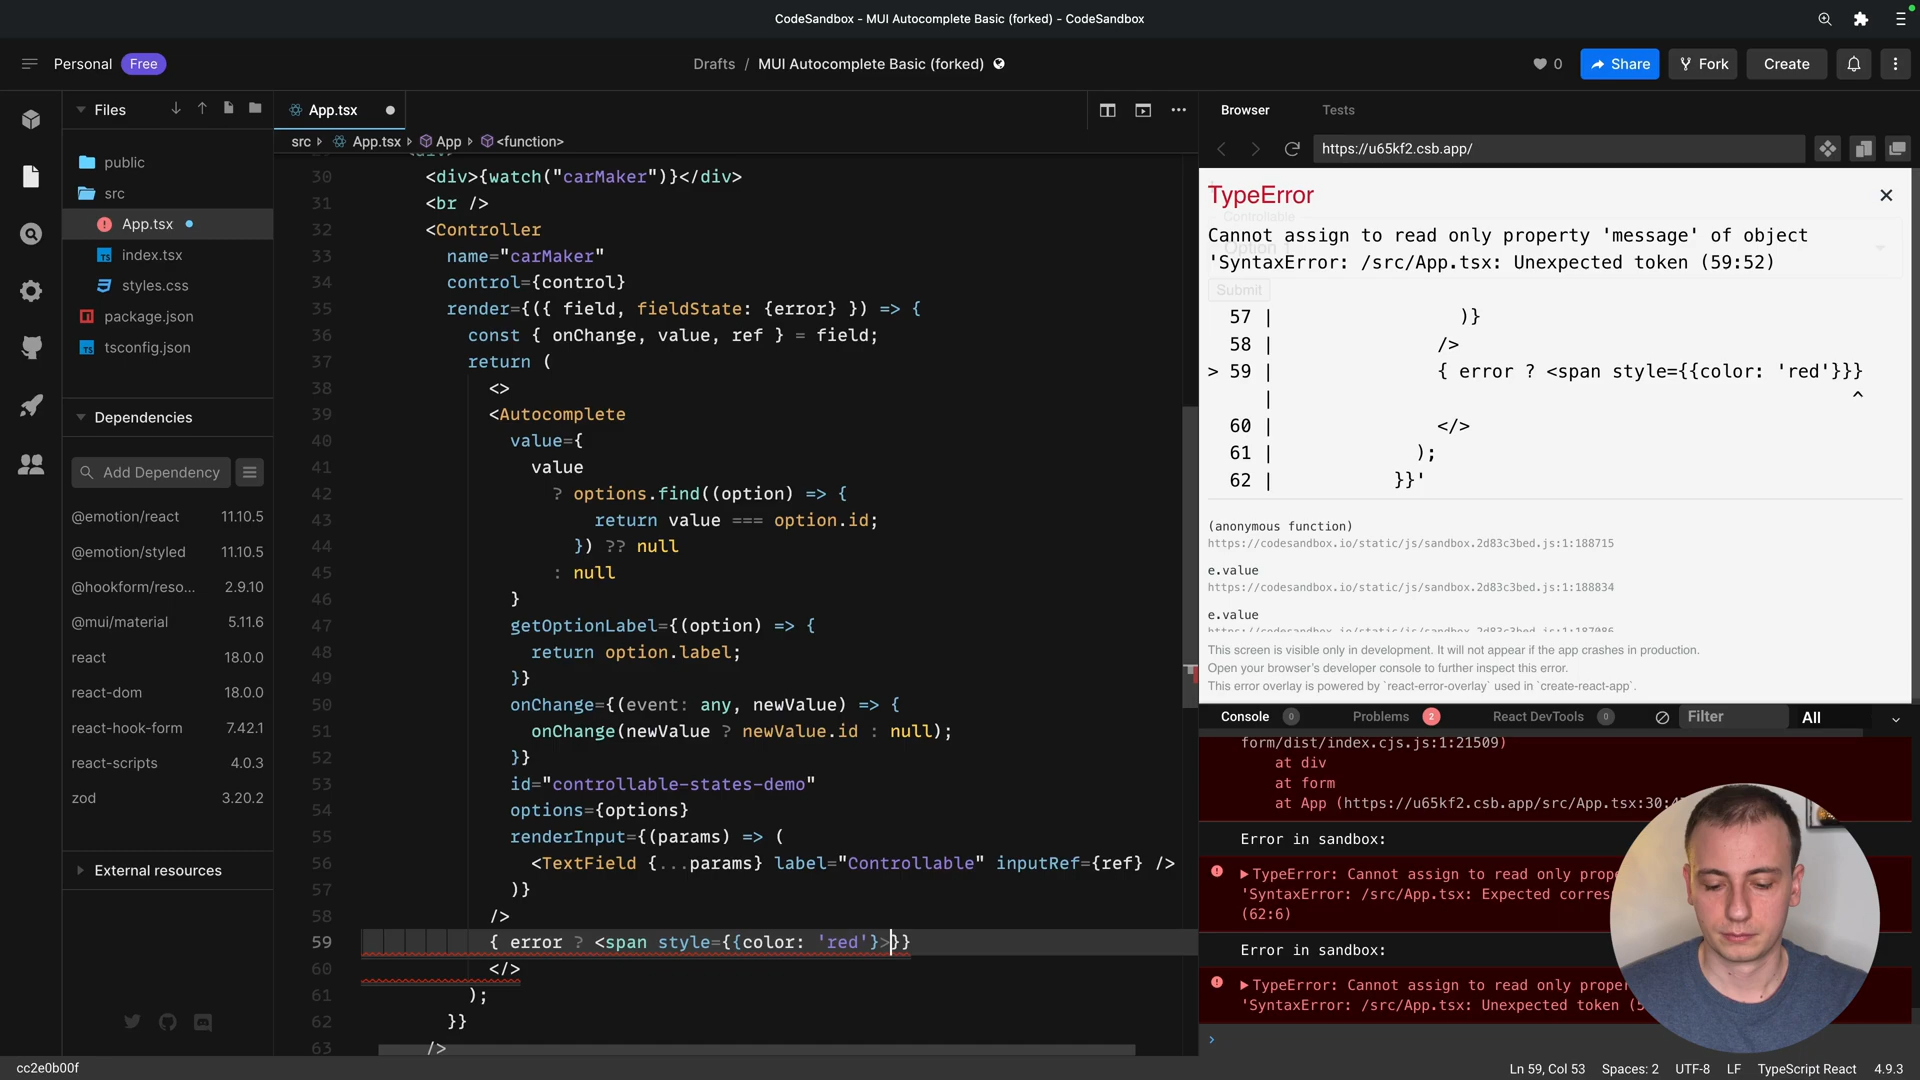 CodeSandbox - MUI Autocomplete Basic (forked) - CodeSandbox
Personal Free
Drafts / MUI Autocomplete Basic (forked)
0
Share
Fork
Create
Files
public
src
App.tsx
index.tsx
styles.css
package.json
tsconfig.json
Dependencies
Add Dependency
@emotion/react 11.10.5
@emotion/styled 11.10.5
@hookform/reso... 2.9.10
@mui/material 5.11.6
react 18.0.0
react-dom 18.0.0
react-hook-form 7.42.1
react-scripts 4.0.3
zod 3.20.2
External resources
cc2e0b00f
App.tsx
src App.tsx App <function>
30 <div>{watch("carMaker")}</div>
31 <br />
32 <Controller
33 name="carMaker"
34 control={control}
35 render={({ field, fieldState: {error} }) => {
36 const { onChange, value, ref } = field;
37 return (
38 <>
39 <Autocomplete
40 value={
41 value
42 ? options.find((option) => {
43 return value === option.id;
44 }) ?? null
45 : null
46 }
47 getOptionLabel={(option) => {
48 return option.label;
49 }}
50 onChange={(event: any, newValue) => {
51 onChange(newValue ? newValue.id : null);
52 }}
53 id="controllable-states-demo"
54 options={options}
55 renderInput={(params) => (
56 <TextField {...params} label="Controllable" inputRef={ref} />
57 )}
58 />
59 { error ? <span style={{color: 'red'}>}}
60 </>
61 );
62 }}
63 />
Browser Tests
https://u65kf2.csb.app/
TypeError
Controllable
Cannot assign to read only property 'message' of object
Option 1
'SyntaxError: /src/App.tsx: Unexpected token (59:52)
Submit
57 | )}
58 | />
> 59 | { error ? <span style={{color: 'red'}}}
| ^
60 | </>
61 | );
62 | }}'
(anonymous function)
https://codesandbox.io/static/js/sandbox.2d83c3bed.js:1:188715
e.value
https://codesandbox.io/static/js/sandbox.2d83c3bed.js:1:188834
e.value
https://codesandbox.io/static/js/sandbox.2d83c3bed.js:1:187086
This screen is visible only in development. It will not appear if the app crashes in production.
Open your browser's developer console to further inspect this error.
This error overlay is powered by `react-error-overlay` used in `create-react-app`.
Console 0 Problems 2 React DevTools 0 Filter All
form/dist/index.cjs.js:1:21509)
at div
at form
at App (https://u65kf2.csb.app/src/App.tsx:30:4
Error in sandbox:
TypeError: Cannot assign to read only prope
'SyntaxError: /src/App.tsx: Expected corres
(62:6)
Error in sandbox:
TypeError: Cannot assign to read only proper
'SyntaxError: /src/App.tsx: Unexpected token (5
Ln 59, Col 53 Spaces: 2 UTF-8 LF TypeScript React 4.9.3